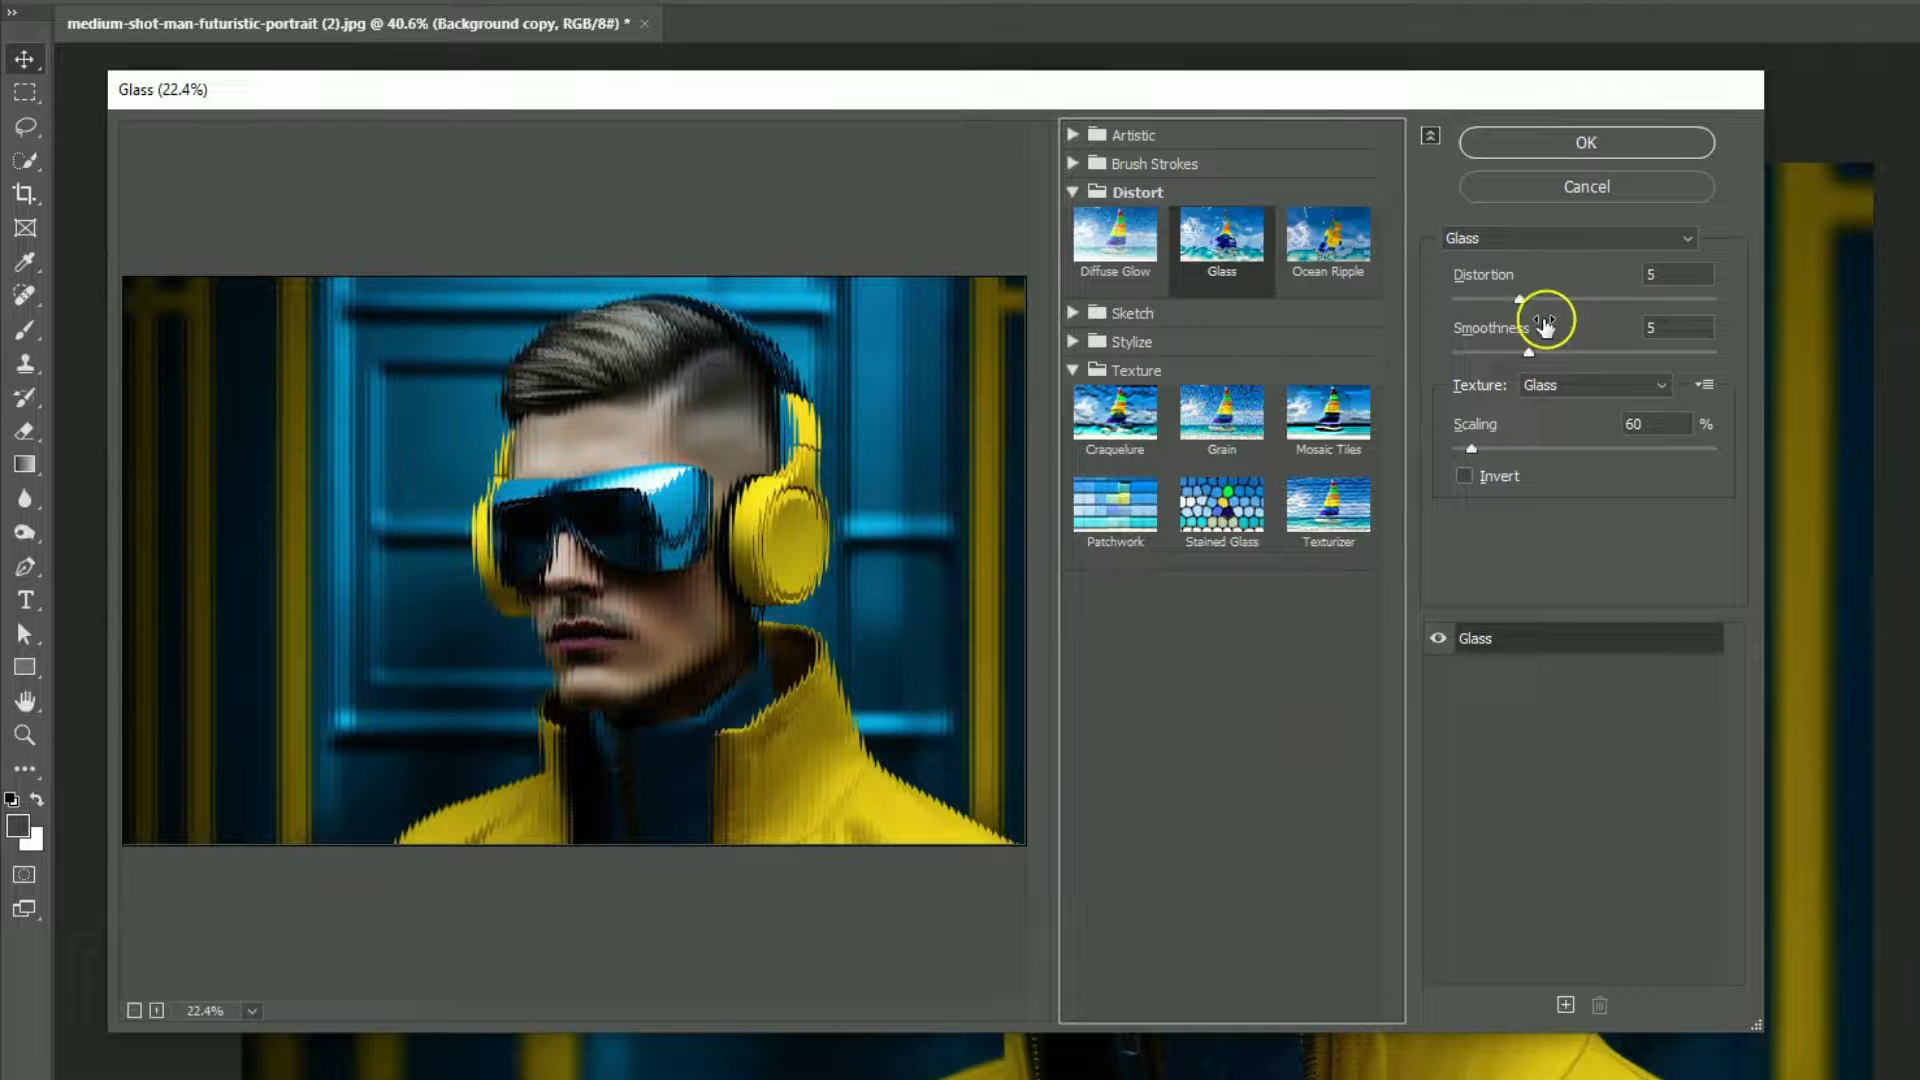 medium-shot-man-futuristic-portrait (2).jpg @ 40.6% (Background copy, RGB/8#) *
Glass (22.4%)
Artistic
Brush Strokes
Distort
Diffuse Glow
Glass
Ocean Ripple
Sketch
Stylize
Texture
Craquelure
Grain
Mosaic Tiles
Patchwork
Stained Glass
Texturizer
OK
Cancel
Glass
Distortion 5
Smoothness 5
Texture: Glass
Scaling 60 %
Invert
Glass
22.4%